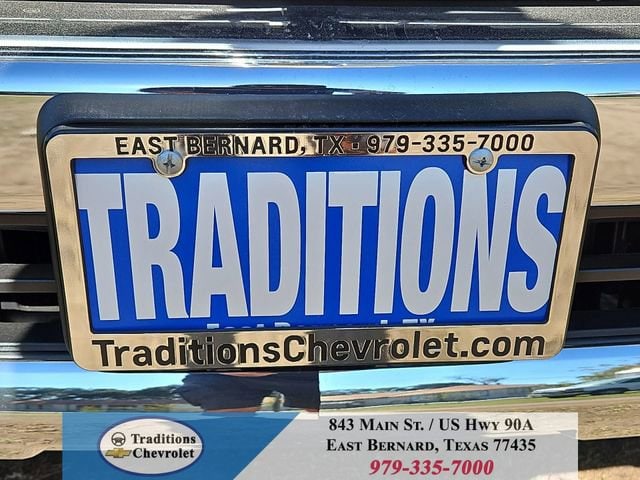 EAST BERNARD, TX - 979-335-7000
TRADITIONS
TraditionsChevrolet.com
Traditions
Chevrolet
843 Main St. / US Hwy 90A
East Bernard, Texas 77435
979-335-7000